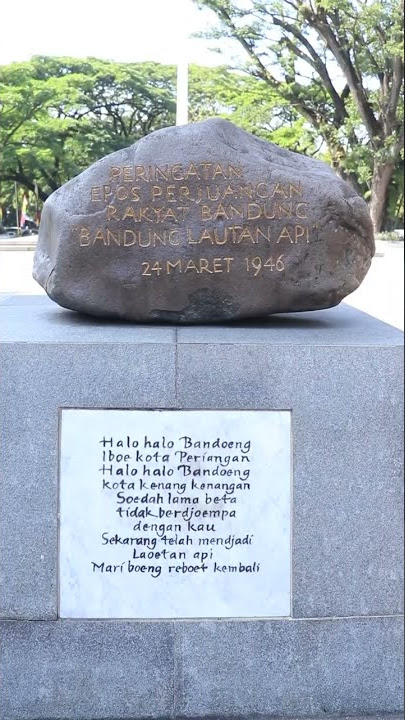 PERINGATAN
EPOS PERJUANGAN
RAKYAT BANDUNG
"BANDUNG LAUTAN API"
24 MARET 1946
Halo halo Bandoeng
Iboe kota Periangan
Halo halo Bandoeng
kota kenang kenangan
Soedah lama beta
tidak berdjoempa
dengan kau
Sekarang telah mendjadi
Laoetan api
Mari boeng reboet kembali